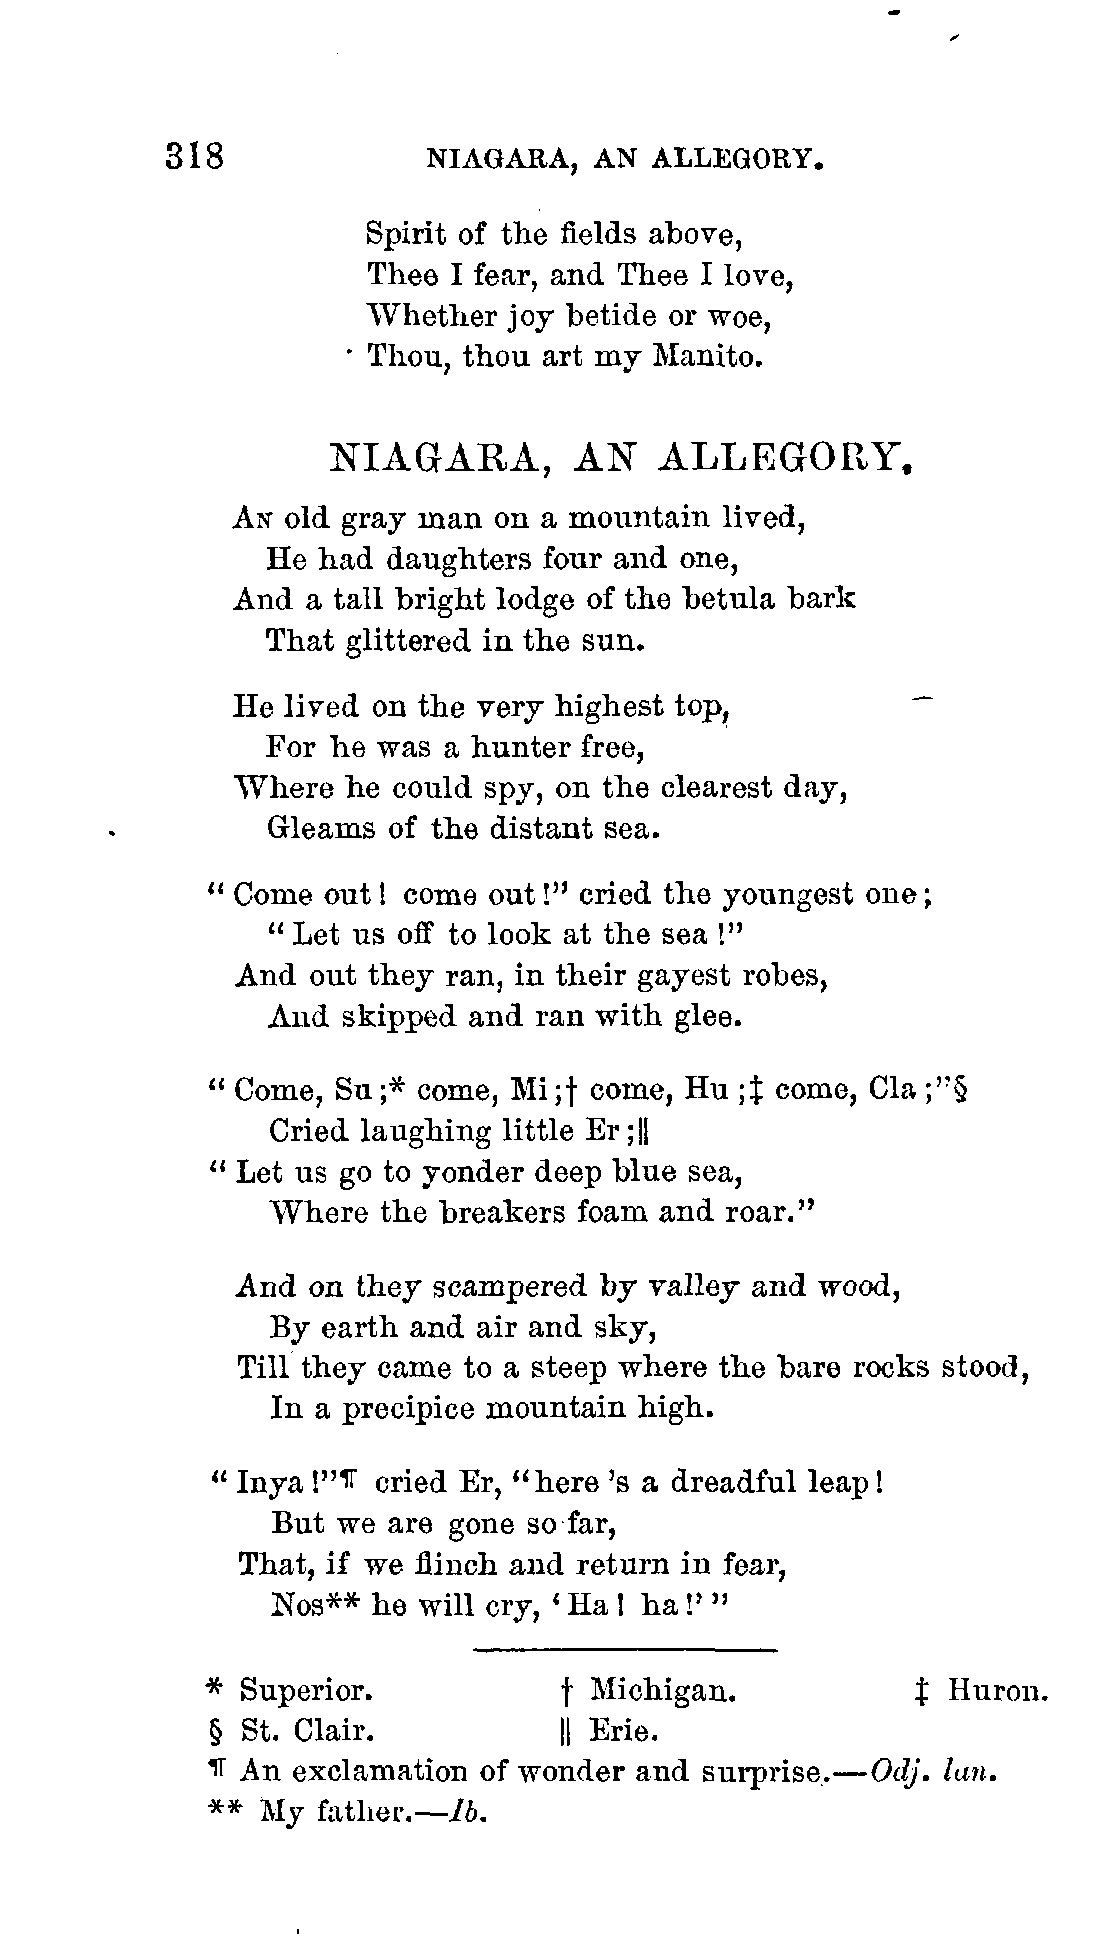 318 NIAGARA, AN ALLEGORY.
Spirit of the fields above,
Thee I fear, and Thee I love,
Whether joy betide or woe,
Thou, thou art my Manito.
NIAGARA, AN ALLEGORY.
An old gray man on a mountain lived,
He had daughters four and one,
And a tall bright lodge of the betula bark
That glittered in the sun.
He lived on the very highest top,
For he was a hunter free,
Where he could spy, on the clearest day,
Gleams of the distant sea.
"Come out! come out!" cried the youngest one;
"Let us off to look at the sea!"
And out they ran, in their gayest robes,
And skipped and ran with glee.
"Come, Su;* come, Mi;† come, Hu;‡ come, Cla;"§
Cried laughing little Er;‖
"Let us go to yonder deep blue sea,
Where the breakers foam and roar."
And on they scampered by valley and wood,
By earth and air and sky,
Till they came to a steep where the bare rocks stood,
In a precipice mountain high.
"Inya!"¶ cried Er, "here's a dreadful leap!
But we are gone so far,
That, if we flinch and return in fear,
Nos** he will cry, 'Ha! ha!'"
* Superior. † Michigan. ‡ Huron.
§ St. Clair. ‖ Erie.
¶ An exclamation of wonder and surprise.—Odj. lan.
** My father.—Ib.